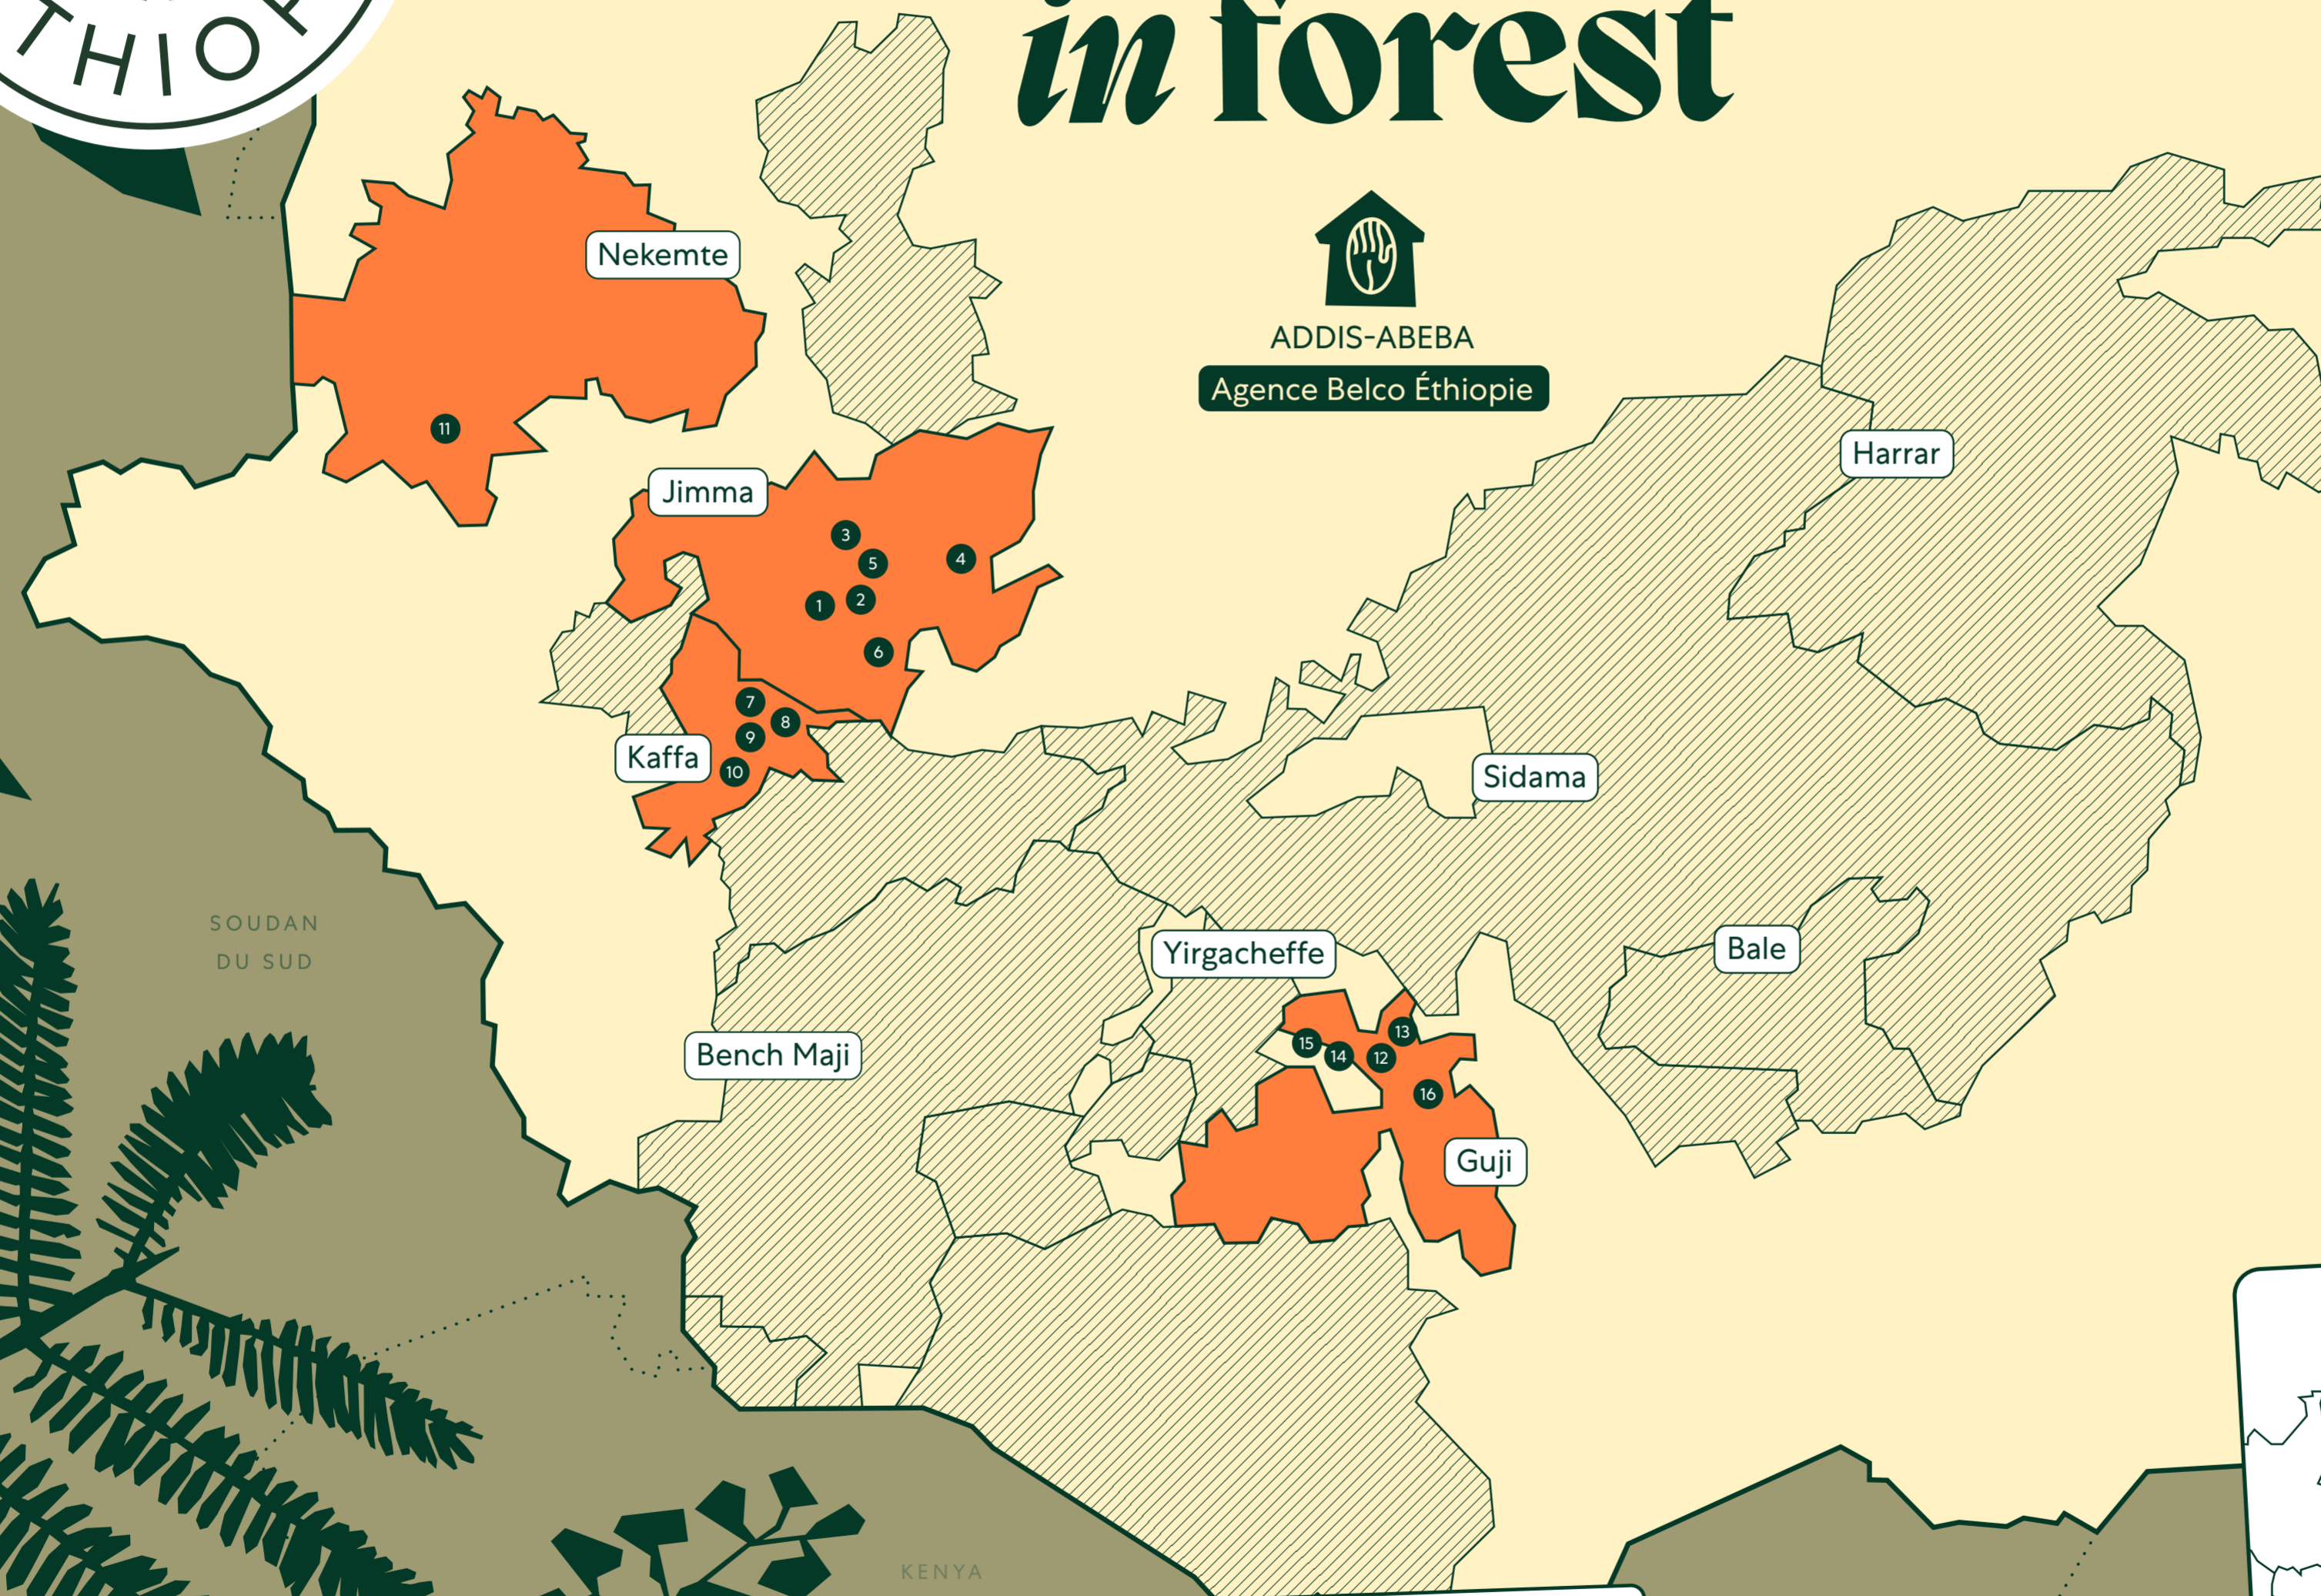 THIOP
in forest
Nekemte
ADDIS-ABEBA
Agence Belco Éthiopie
11
Harrar
Jimma
3
5
4
1
2
6
7
8
9
Kaffa
10
Sidama
SOUDAN
DU SUD
Yirgacheffe
Bale
13
15
14
12
Bench Maji
16
Guji
KENYA